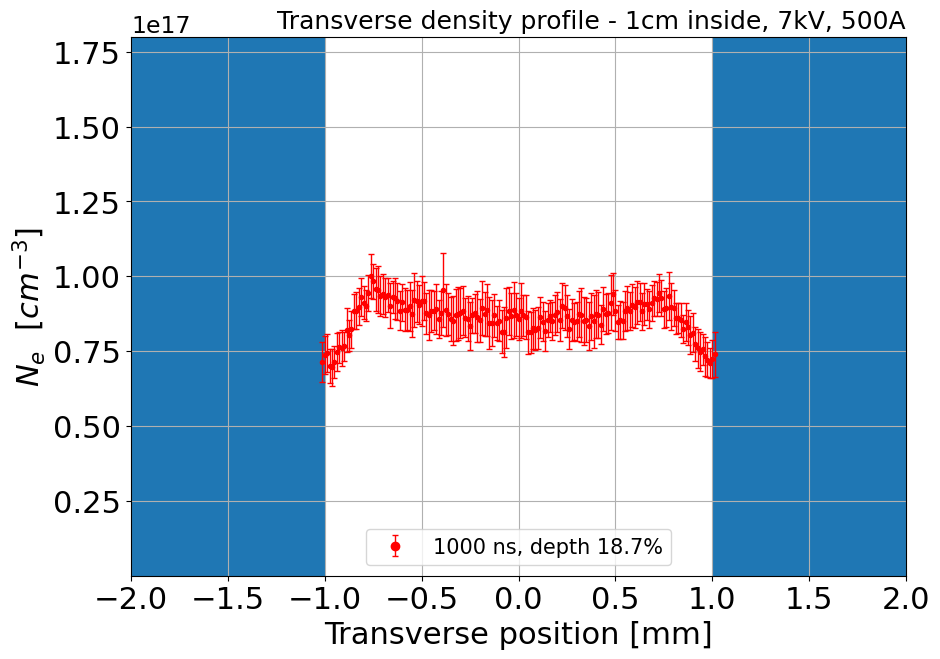 1e17
Transverse density profile - 1cm inside, 7kV, 500A
1.75
1.50
1.25
1.00
0.75
0.50
0.25
N_e [cm^{-3}]
1000 ns, depth 18.7%
−2.0 −1.5 −1.0 −0.5 0.0 0.5 1.0 1.5 2.0
Transverse position [mm]